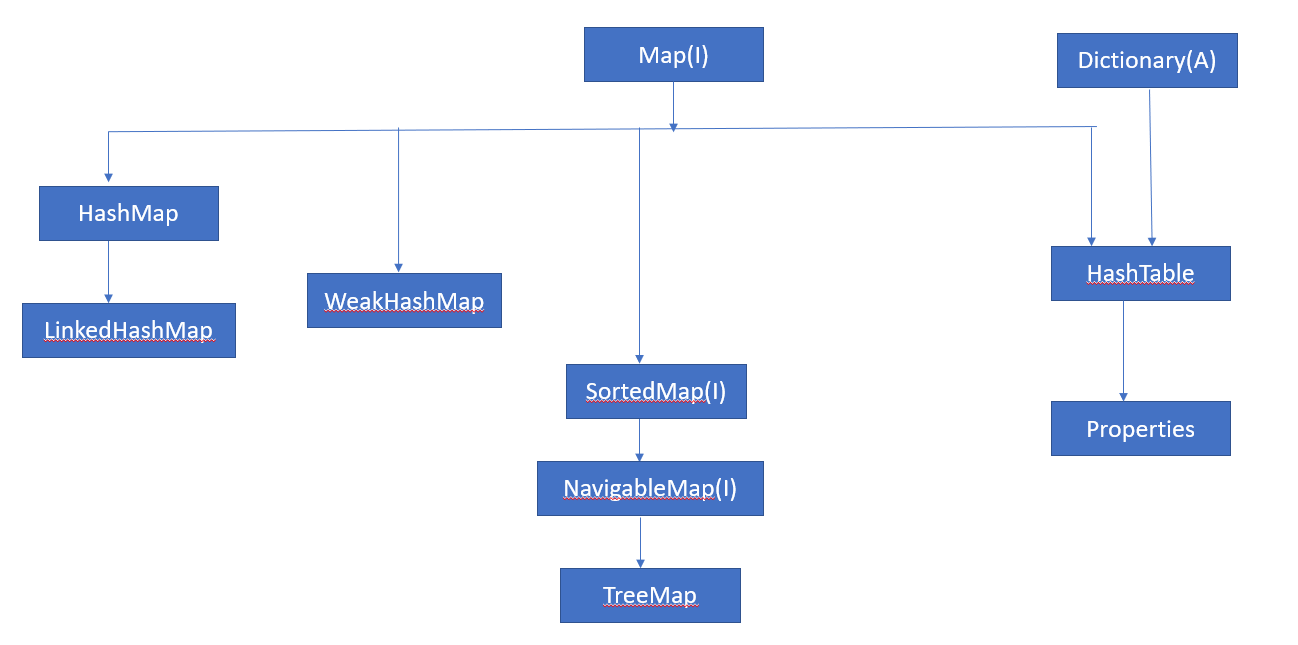 Map(I)
Dictionary(A)
HashMap
WeakHashMap
HashTable
LinkedHashMap
SortedMap(I)
Properties
NavigableMap(I)
TreeMap